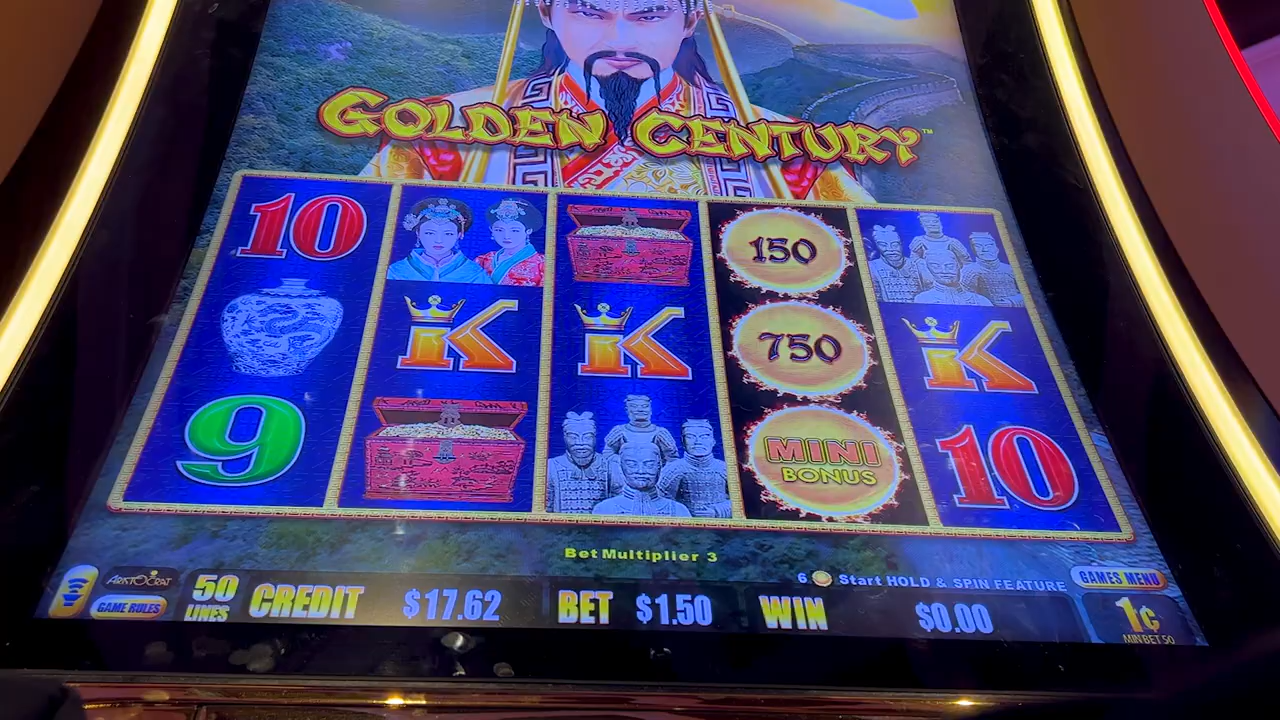 GOLDEN CENTURY™
10
150
K
K
750
K
9
MINI
BONUS
10
Bet Multiplier 3
6 Start HOLD & SPIN FEATURE
GAMES MENU
ARISTOCRAT
GAME RULES
50
LINES
CREDIT $17.62
BET $1.50
WIN $0.00
1¢
MIN BET 50